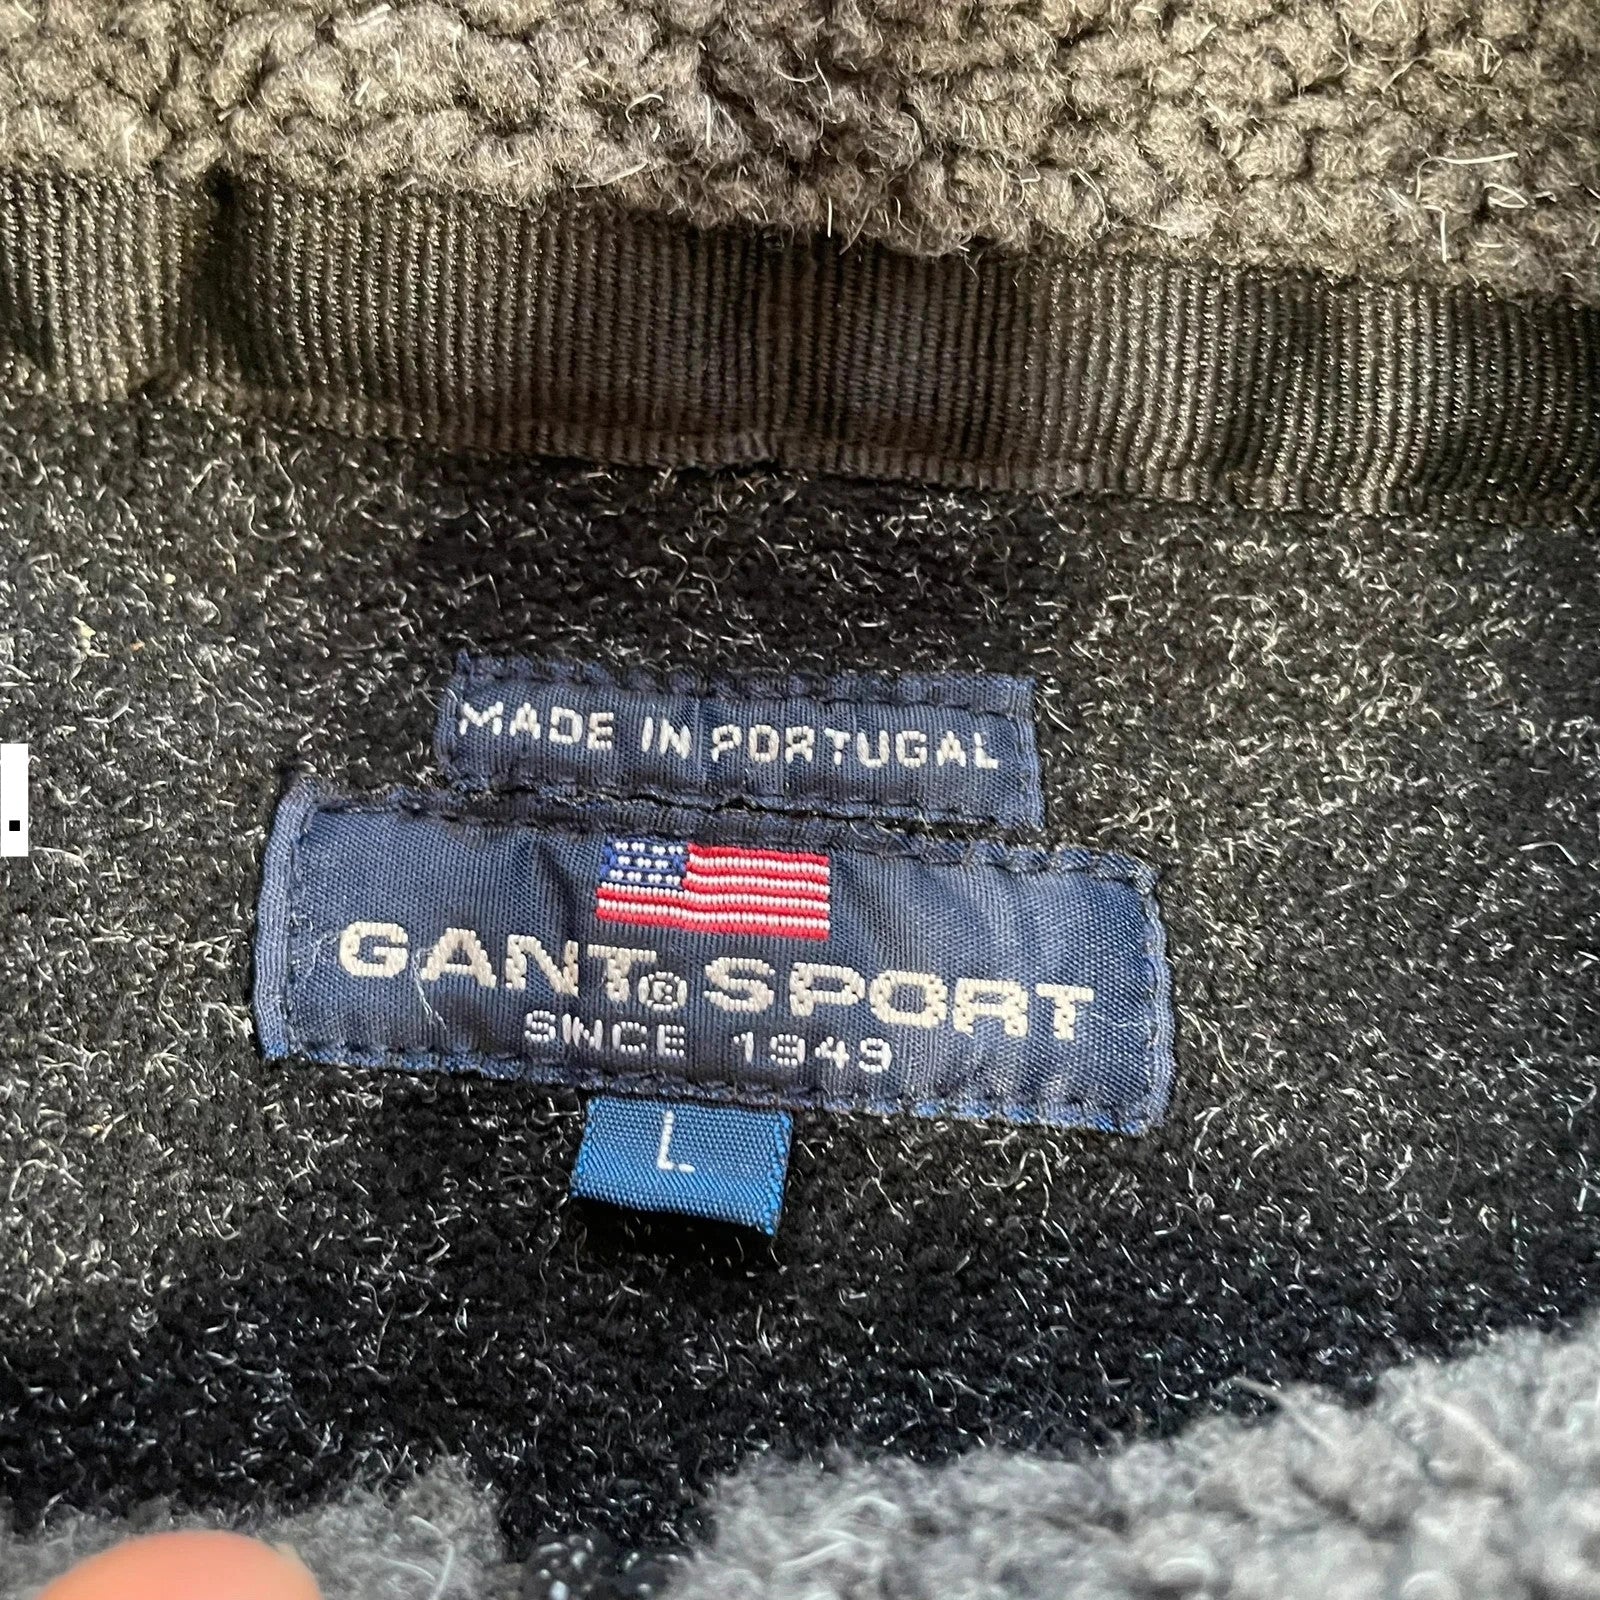 MADE IN PORTUGAL
GANT® SPORT
SINCE 1949
L